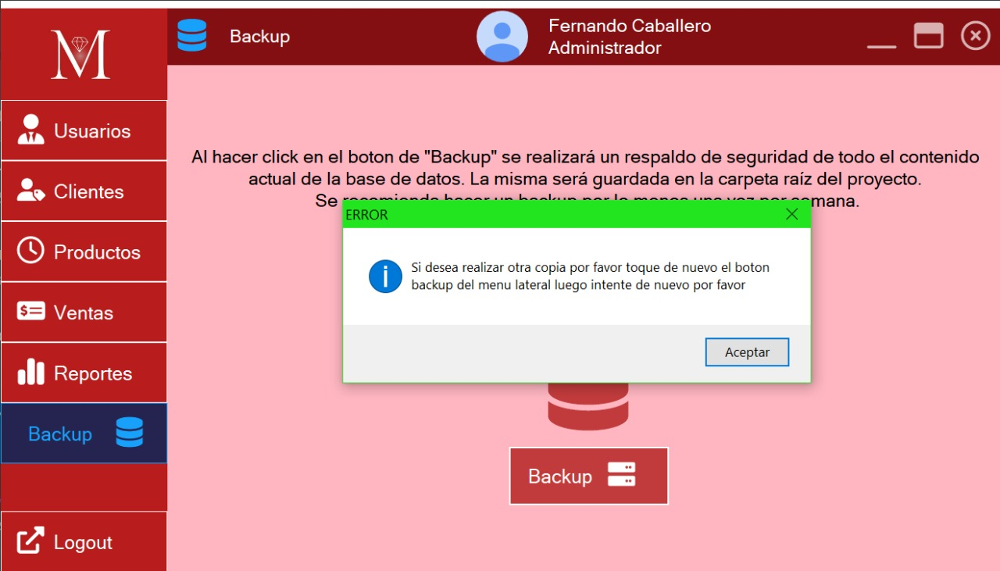 M
Backup
Fernando Caballero
Administrador
Usuarios
Clientes
Productos
$
Ventas
Reportes
Backup
Logout
Al hacer click en el boton de "Backup" se realizará un respaldo de seguridad de todo el contenido
actual de la base de datos. La misma será guardada en la carpeta raíz del proyecto.
Se recomienda hacer un backup por lo menos una vez por semana.
ERROR
i
Si desea realizar otra copia por favor toque de nuevo el boton
backup del menu lateral luego intente de nuevo por favor
Aceptar
Backup